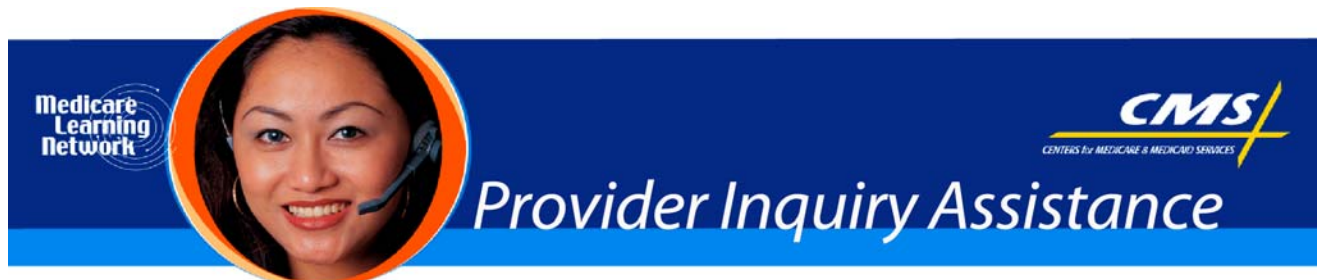 Medicare
Learning
Network
CMS
CENTERS for MEDICARE & MEDICAID SERVICES
Provider Inquiry Assistance